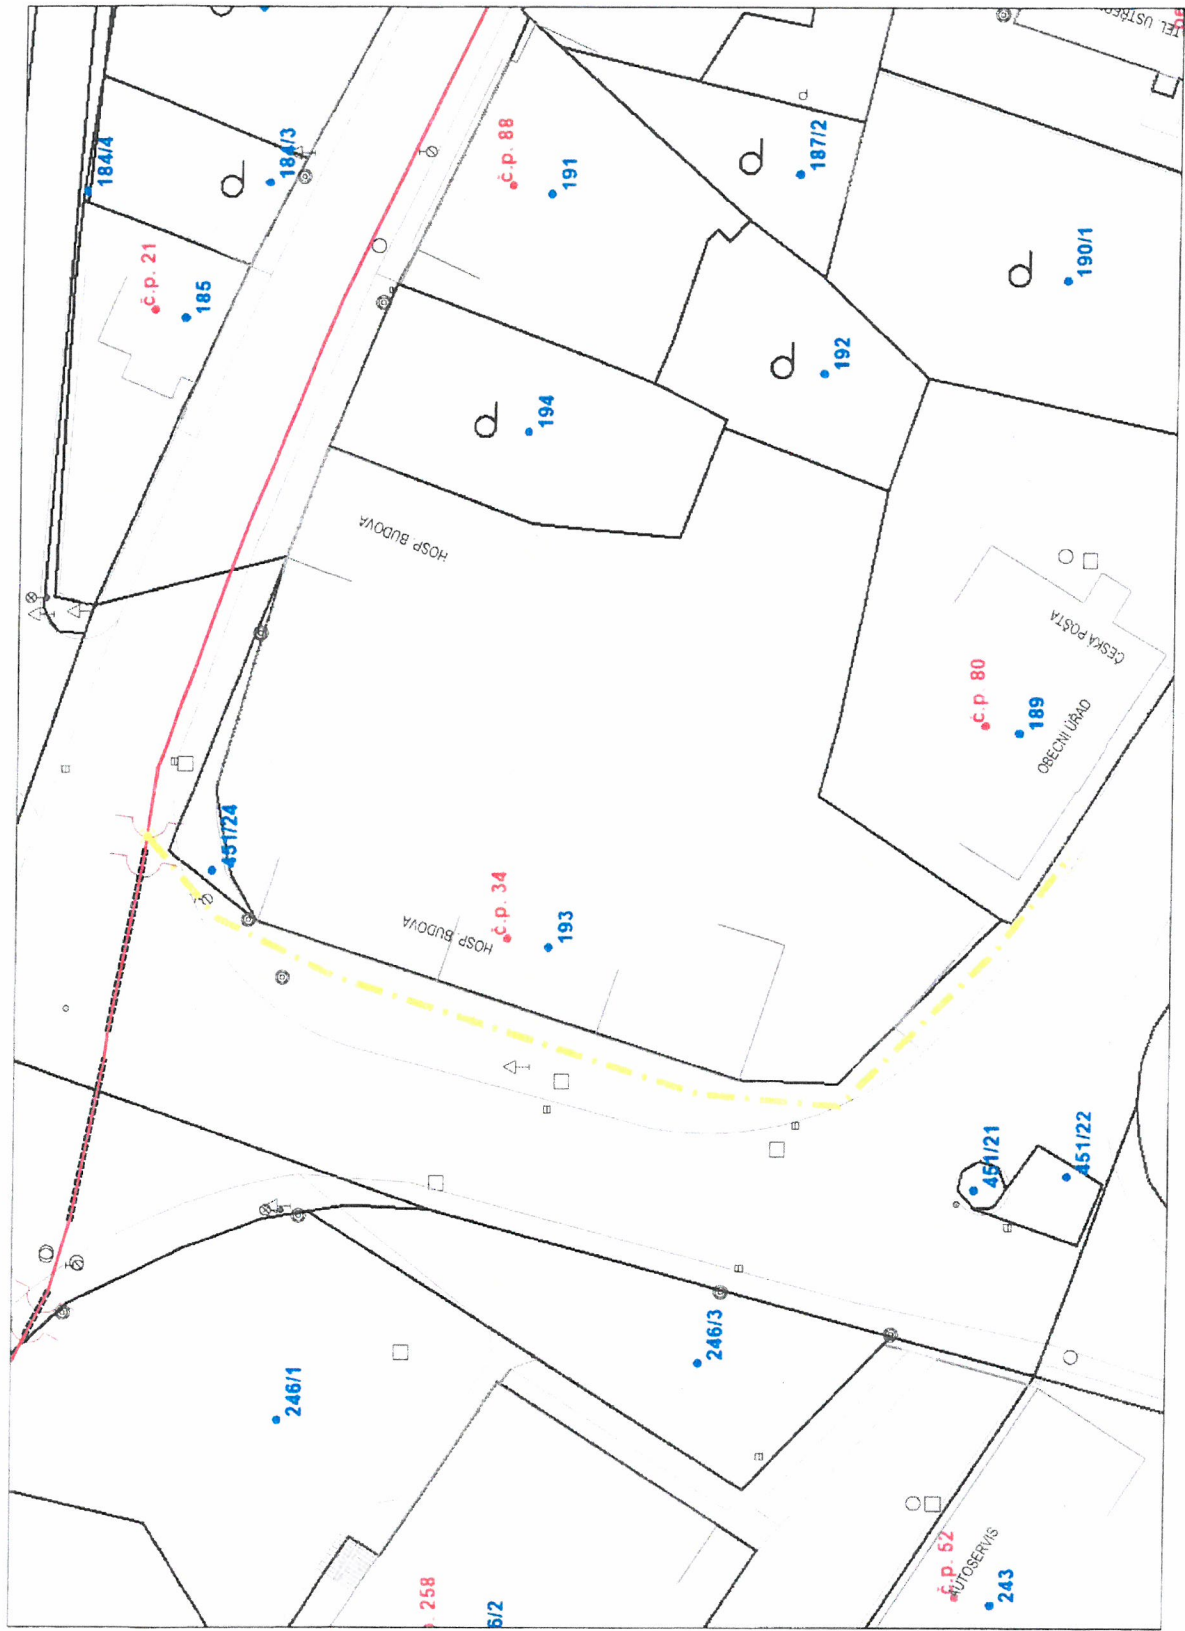 184/4
184/3
č.p. 21
185
č.p. 88
191
187/2
190/1
192
194
HOSP. BUDOVA
ČESKÁ POŠTA
č.p 80
189
OBECNÍ ÚŘAD
451/24
HOSP. BUDOVA
č.p. 34
193
451/21
451/22
246/3
246/1
č.p. 52
AUTOSERVIS
243
. 258
6/2